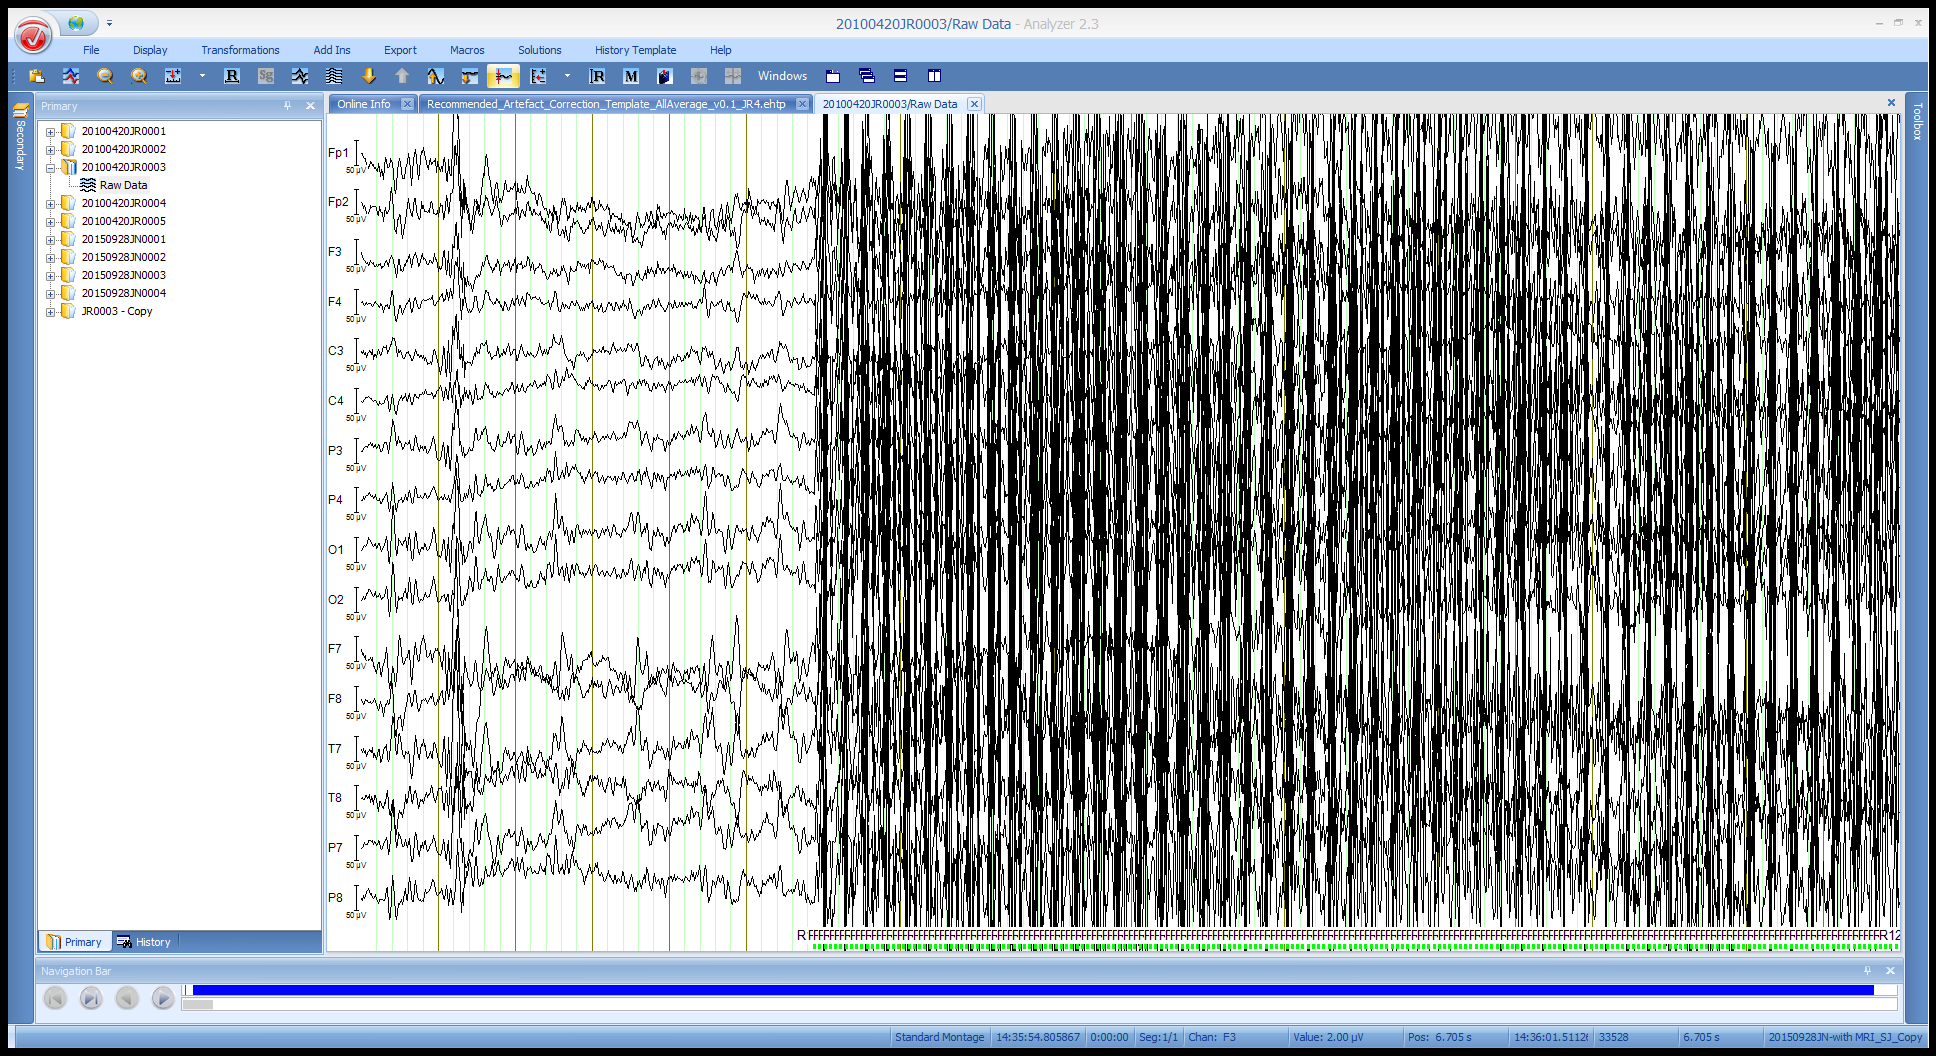 20100420JR0003/Raw Data - Analyzer 2.3
File Display Transformations Add Ins Export Macros Solutions History Template Help
R Sg R M Windows
Primary
Online Info Recommended_Artefact_Correction_Template_AllAverage_v0.1_JR4.ehtp 20100420JR0003/Raw Data
Secondary
Toolbox
20100420JR0001
20100420JR0002
20100420JR0003
Raw Data
20100420JR0004
20100420JR0005
20150928JN0001
20150928JN0002
20150928JN0003
20150928JN0004
JR0003 - Copy
Fp1
50 µV
Fp2
50 µV
F3
50 µV
F4
50 µV
C3
50 µV
C4
50 µV
P3
50 µV
P4
50 µV
O1
50 µV
O2
50 µV
F7
50 µV
F8
50 µV
T7
50 µV
T8
50 µV
P7
50 µV
P8
50 µV
R
R12
Primary History
Navigation Bar
Standard Montage 14:35:54.805867 0:00:00 Seg:1/1 Chan: F3 Value: 2.00 µV Pos: 6.705 s 14:36:01.5112 33528 6.705 s 20150928JN-with MRI_SJ_Copy